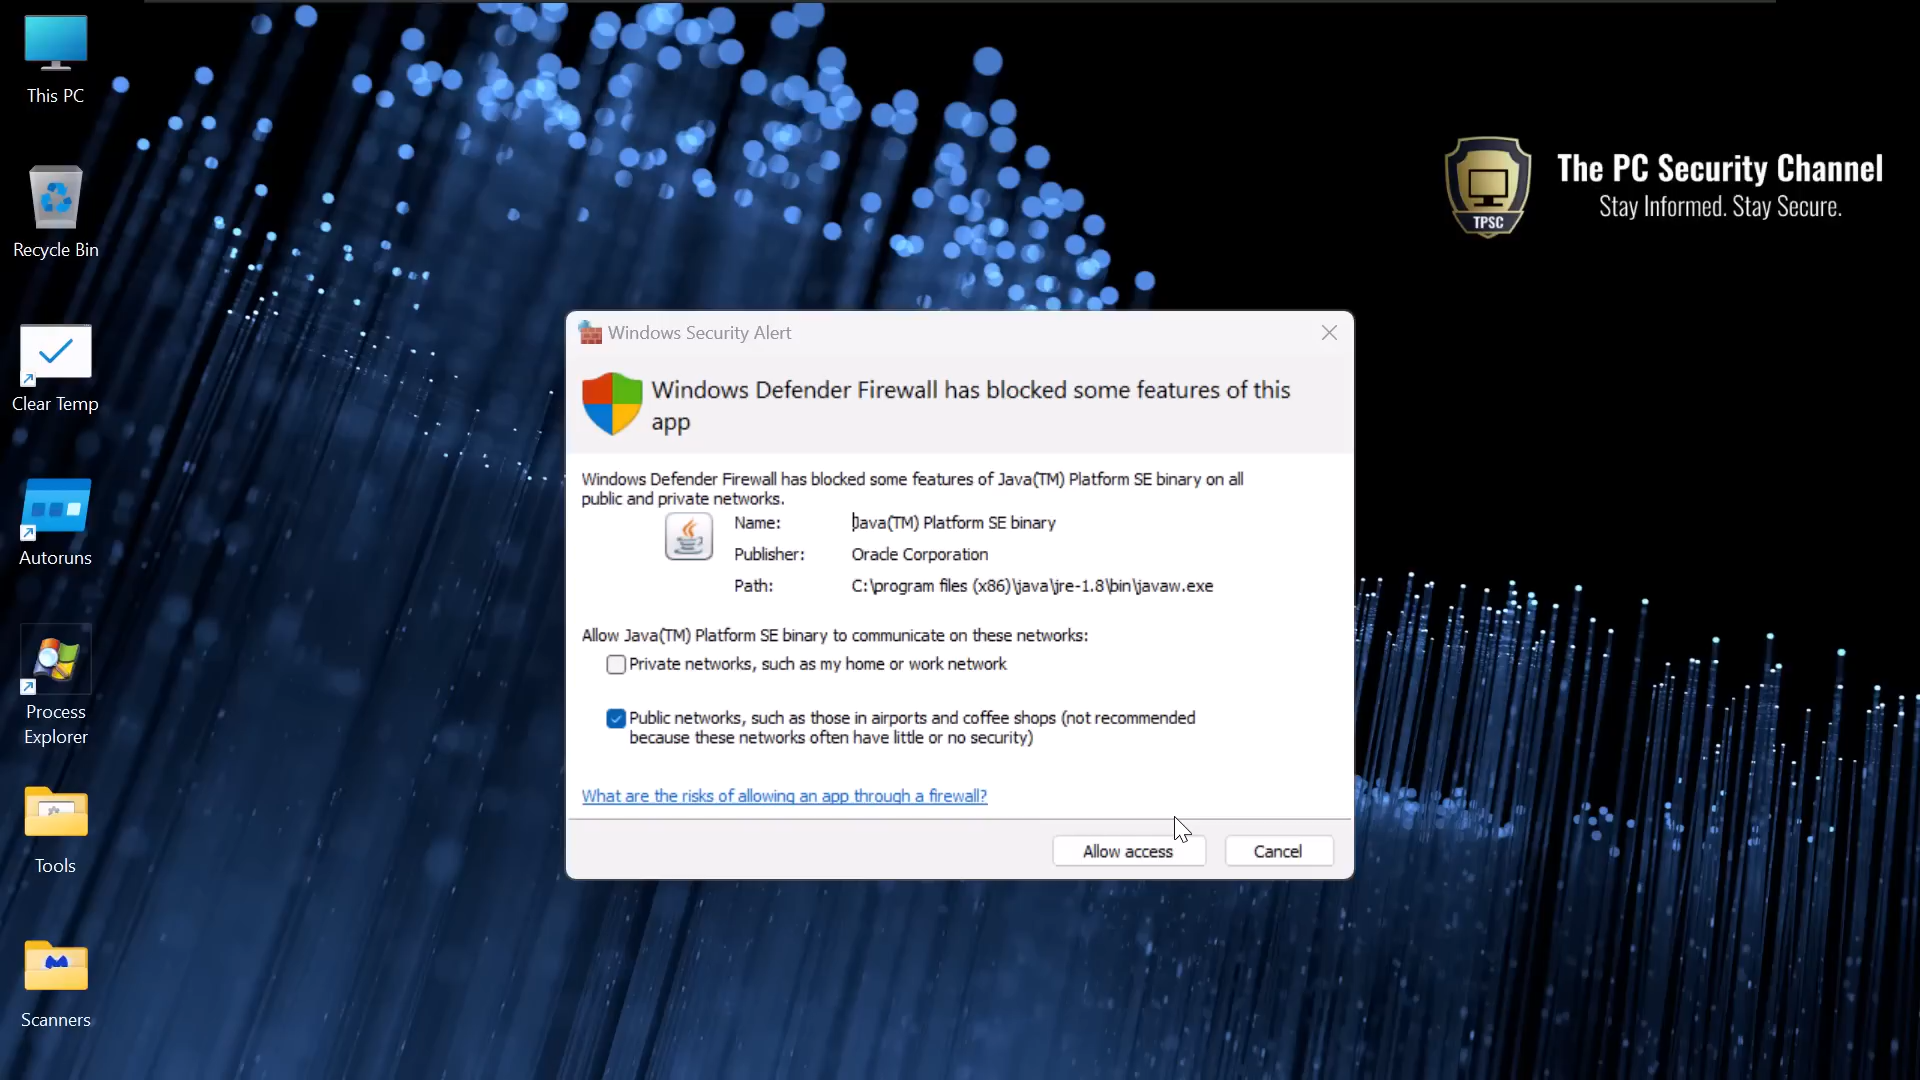 This PC
Recycle Bin
Clear Temp
Autoruns
Process
Explorer
Tools
Scanners
TPSC
The PC Security Channel
Stay Informed. Stay Secure.
Windows Security Alert
Windows Defender Firewall has blocked some features of this
app
Windows Defender Firewall has blocked some features of Java(TM) Platform SE binary on all
public and private networks.
Name: Java(TM) Platform SE binary
Publisher: Oracle Corporation
Path: C:\program files (x86)\java\jre-1.8\bin\javaw.exe
Allow Java(TM) Platform SE binary to communicate on these networks:
Private networks, such as my home or work network
Public networks, such as those in airports and coffee shops (not recommended
because these networks often have little or no security)
What are the risks of allowing an app through a firewall?
Allow access
Cancel